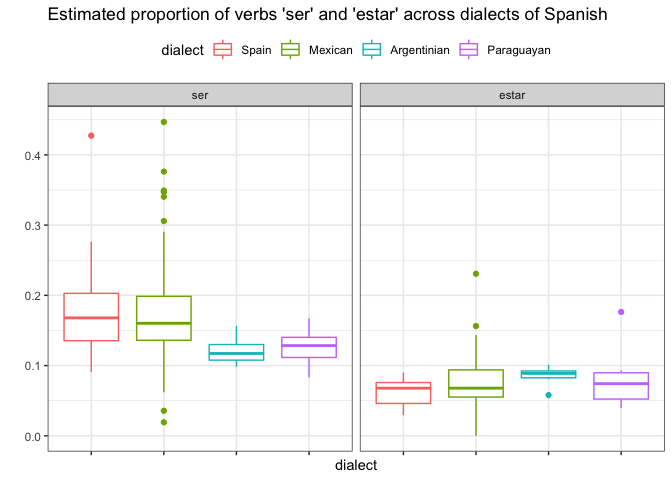 Estimated proportion of verbs 'ser' and 'estar' across dialects of Spanish
dialect Spain Mexican Argentinian Paraguayan
ser estar
0.4
0.3
0.2
0.1
0.0
dialect